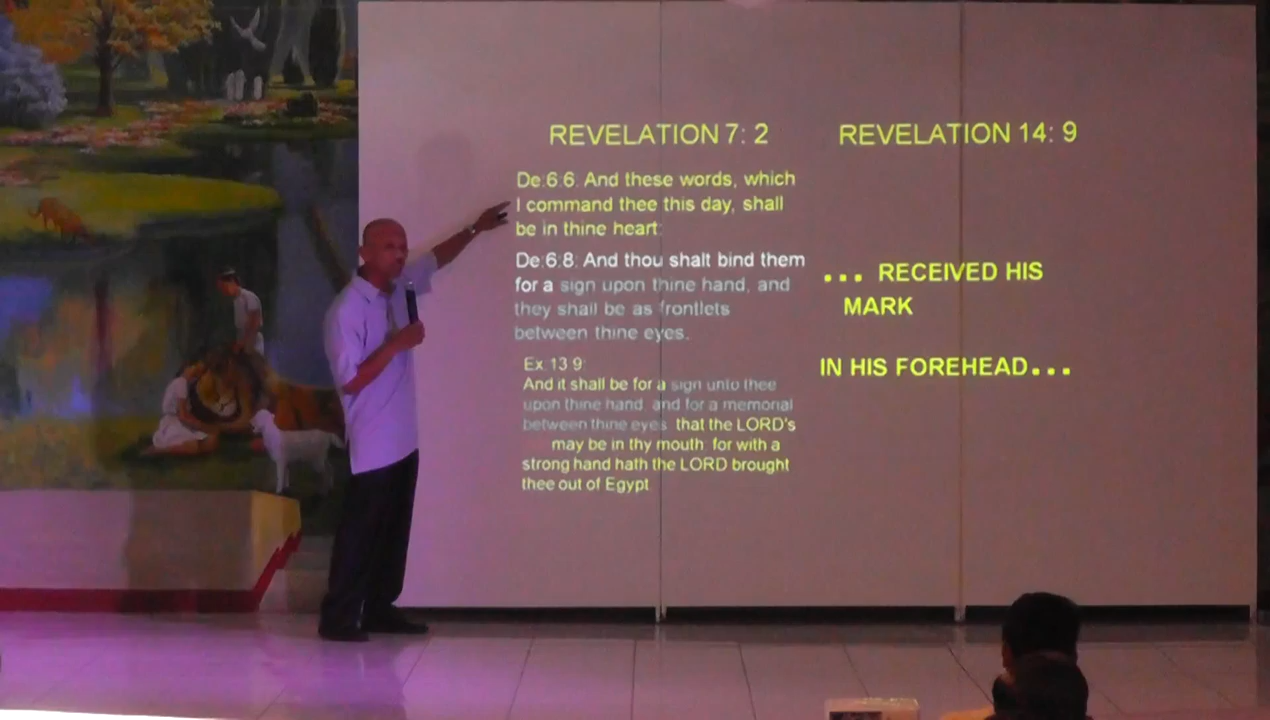 REVELATION 7: 2
De:6:6: And these words, which
I command thee this day, shall
be in thine heart:
De:6:8: And thou shalt bind them
for a sign upon thine hand, and
they shall be as frontlets
between thine eyes.
Ex:13:9:
And it shall be for a sign unto thee
upon thine hand, and for a memorial
between thine eyes, that the LORD's
may be in thy mouth: for with a
strong hand hath the LORD brought
thee out of Egypt.
REVELATION 14: 9
... RECEIVED HIS
MARK
IN HIS FOREHEAD...